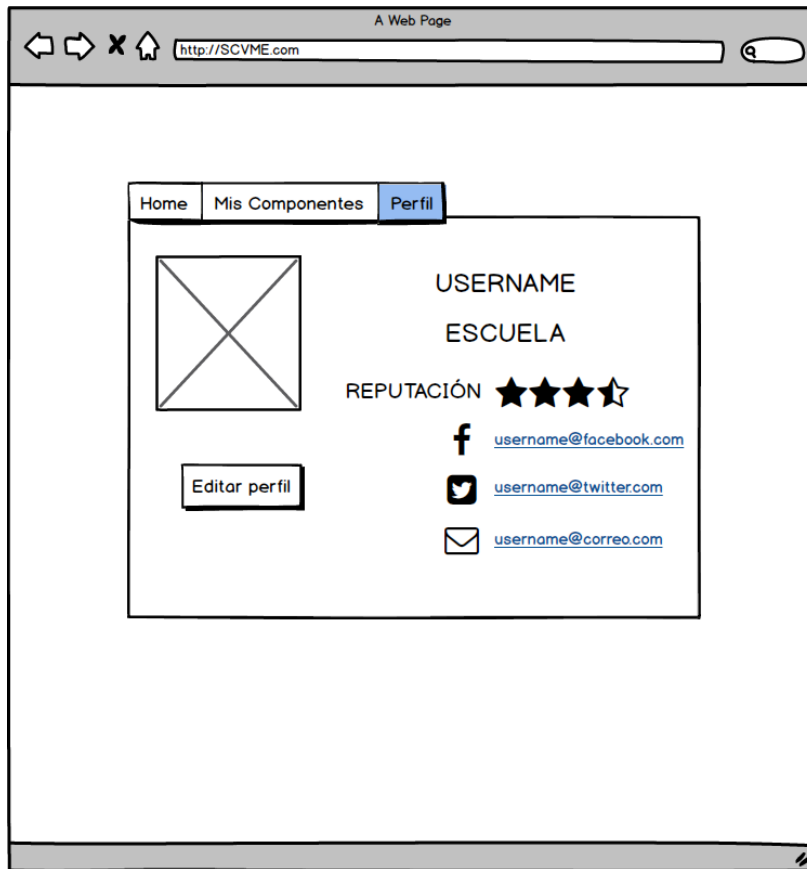 A Web Page
http://SCVME.com
Home Mis Componentes Perfil
USERNAME
ESCUELA
REPUTACIÓN
username@facebook.com
Editar perfil
username@twitter.com
username@correo.com